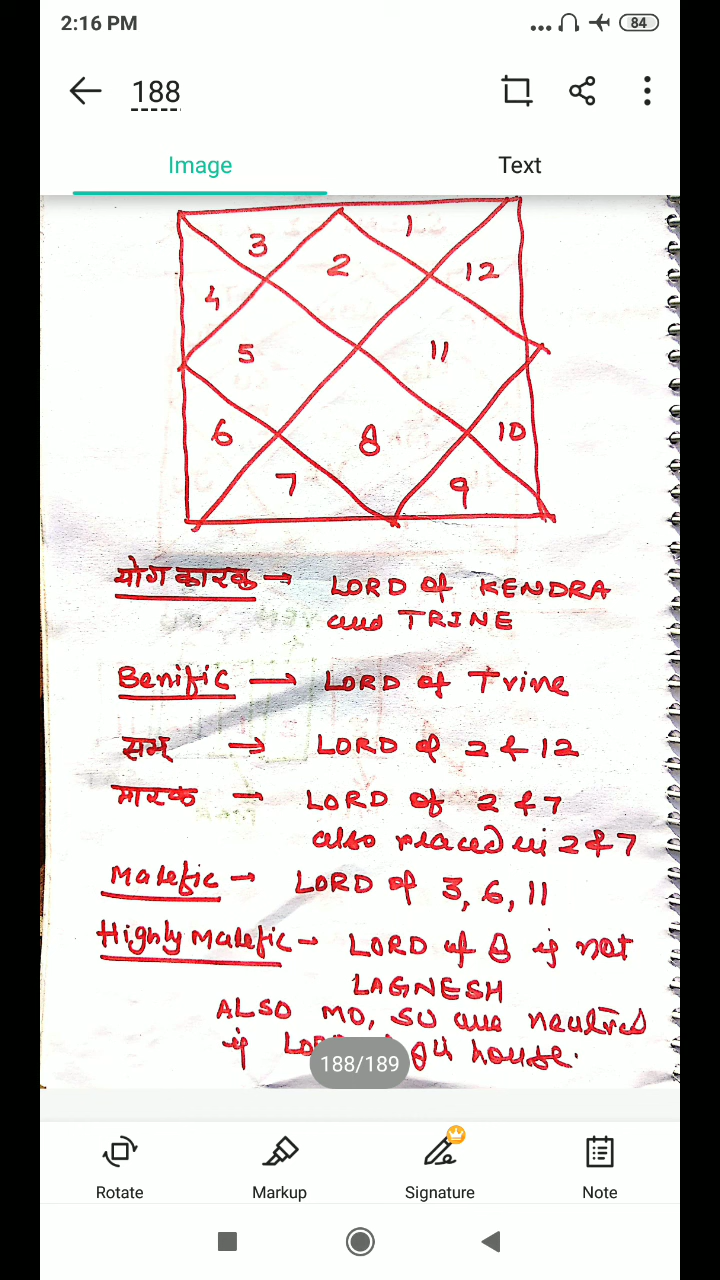 2:16 PM
84
188
Image
Text
3
1
2
12
4
5
11
6
8
10
7
9
योगकारक → LORD of KENDRA
and TRINE
Benific → LORD of Trine
सम → LORD of 2 & 12
मारक → LORD of 2 & 7
also placed in 2 & 7
Malefic → LORD of 3, 6, 11
Highly Malefic → LORD of 8 if not
LAGNESH
ALSO MO, SU are neutral
if 8th house.
188/189
Rotate
Markup
Signature
Note